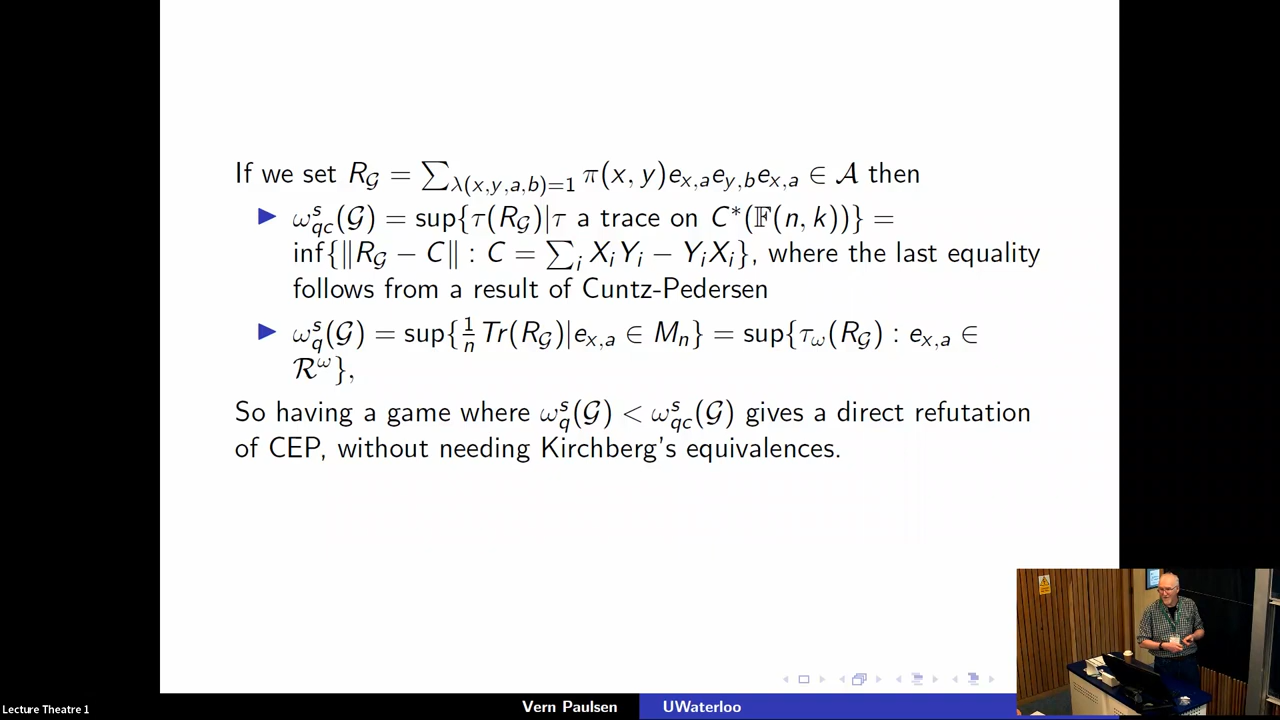 If we set R_𝒢 = ∑_{λ(x,y,a,b)=1} π(x, y)e_{x,a}e_{y,b}e_{x,a} ∈ 𝒜 then
▶ ω^s_{qc}(𝒢) = sup{τ(R_𝒢)|τ a trace on C*(𝔽(n, k))} =
inf{‖R_𝒢 − C‖ : C = ∑_i X_iY_i − Y_iX_i}, where the last equality
follows from a result of Cuntz-Pedersen
▶ ω^s_q(𝒢) = sup{1/n Tr(R_𝒢)|e_{x,a} ∈ M_n} = sup{τ_ω(R_𝒢) : e_{x,a} ∈
ℛ^ω},
So having a game where ω^s_q(𝒢) < ω^s_{qc}(𝒢) gives a direct refutation
of CEP, without needing Kirchberg's equivalences.
Vern Paulsen UWaterloo
Lecture Theatre 1